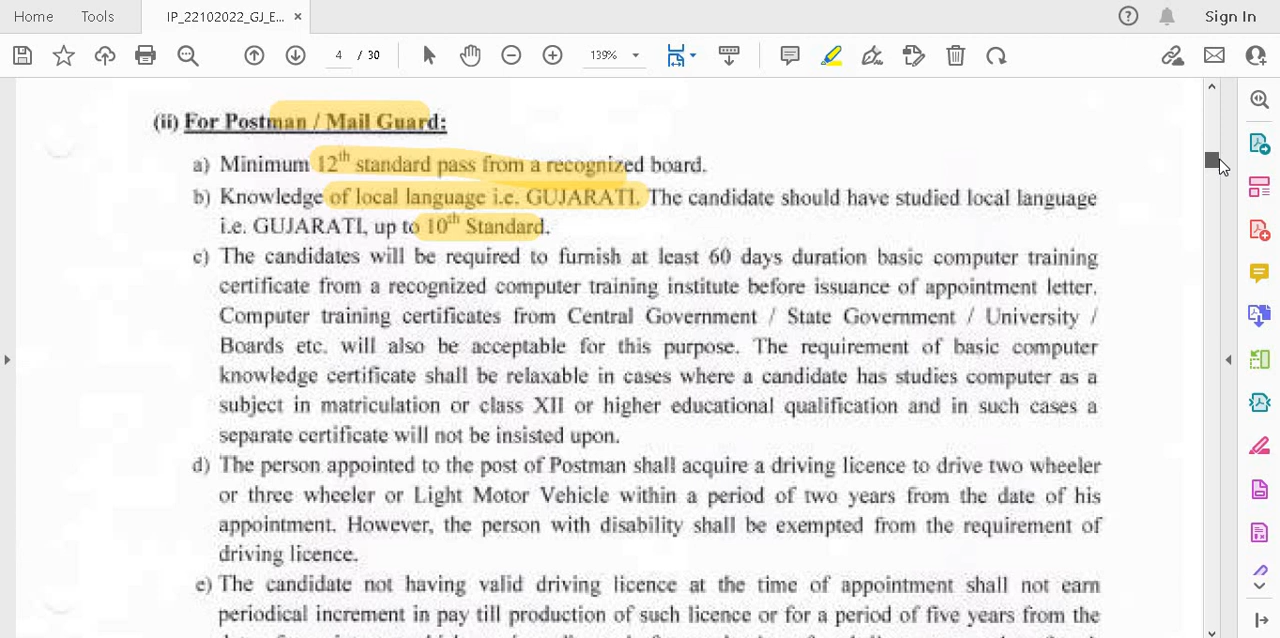 Home Tools IP_22102022_GJ_E... × Sign In
4 / 30 139%
(ii) For Postman / Mail Guard:
a) Minimum 12th standard pass from a recognized board.
b) Knowledge of local language i.e. GUJARATI. The candidate should have studied local language
i.e. GUJARATI, up to 10th Standard.
c) The candidates will be required to furnish at least 60 days duration basic computer training
certificate from a recognized computer training institute before issuance of appointment letter.
Computer training certificates from Central Government / State Government / University /
Boards etc. will also be acceptable for this purpose. The requirement of basic computer
knowledge certificate shall be relaxable in cases where a candidate has studies computer as a
subject in matriculation or class XII or higher educational qualification and in such cases a
separate certificate will not be insisted upon.
d) The person appointed to the post of Postman shall acquire a driving licence to drive two wheeler
or three wheeler or Light Motor Vehicle within a period of two years from the date of his
appointment. However, the person with disability shall be exempted from the requirement of
driving licence.
e) The candidate not having valid driving licence at the time of appointment shall not earn
periodical increment in pay till production of such licence or for a period of five years from the